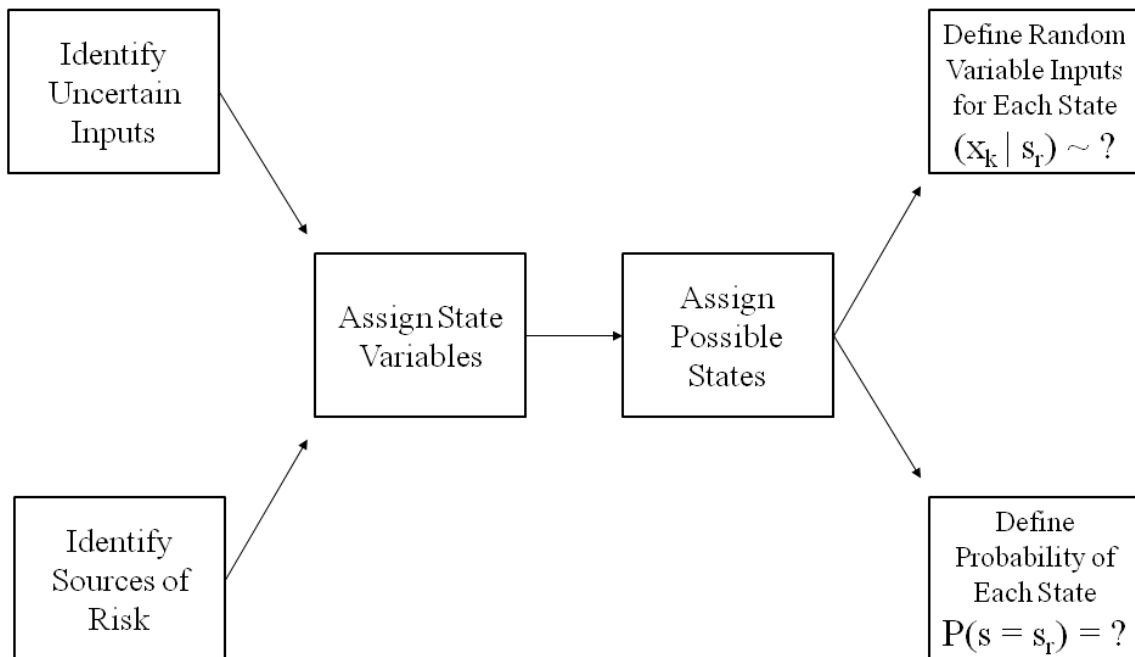 Identify
Uncertain
Inputs
Identify
Sources of
Risk
Assign State
Variables
Assign
Possible
States
Define Random
Variable Inputs
for Each State
(xₖ | sᵣ) ~ ?
Define
Probability of
Each State
P(s = sᵣ) = ?